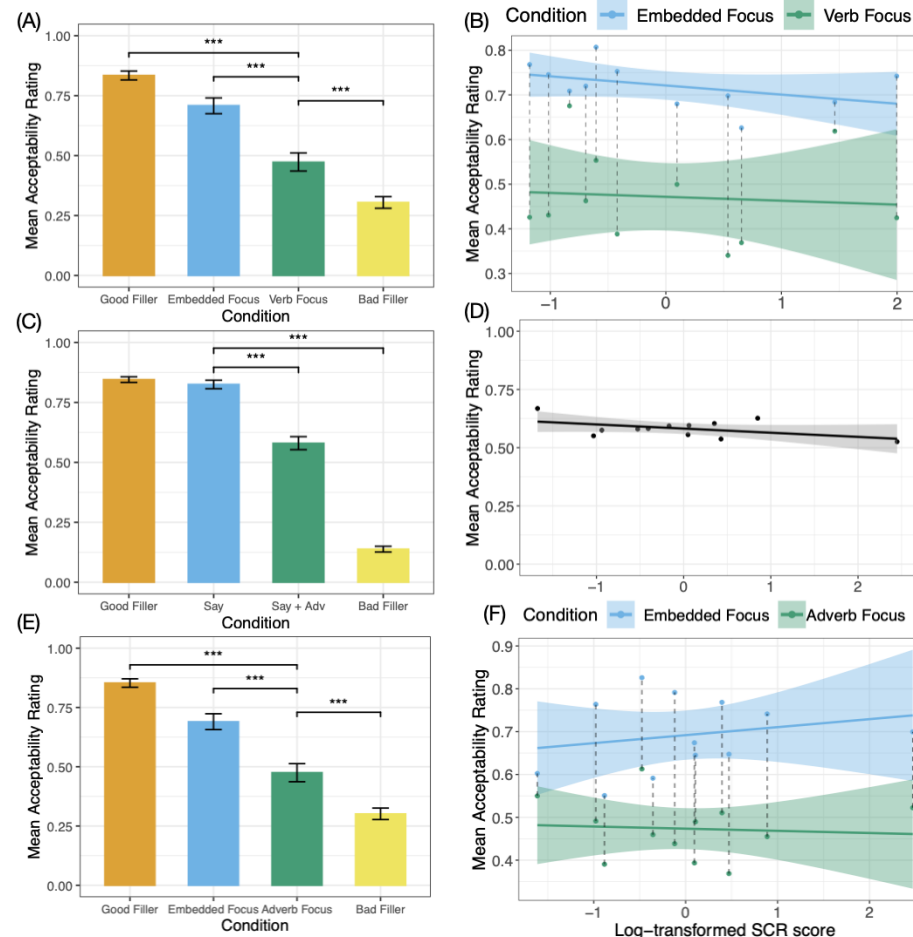 (A)
1.00
0.75
0.50
0.25
0.00
Mean Acceptability Rating
***
***
***
Good Filler Embedded Focus Verb Focus Bad Filler
Condition
(B) Condition Embedded Focus Verb Focus
0.8
0.7
0.6
0.5
0.4
0.3
Mean Acceptability Rating
-1 0 1 2
(C)
1.00
0.75
0.50
0.25
0.00
Mean Acceptability Rating
***
***
Good Filler Say Say + Adv Bad Filler
Condition
(D)
1.00
0.75
0.50
0.25
0.00
Mean Acceptability Rating
-1 0 1 2
(E)
1.00
0.75
0.50
0.25
0.00
Mean Acceptability Rating
***
***
***
Good Filler Embedded Focus Adverb Focus Bad Filler
Condition
(F) Condition Embedded Focus Adverb Focus
0.9
0.8
0.7
0.6
0.5
0.4
Mean Acceptability Rating
-1 0 1 2
Log-transformed SCR score